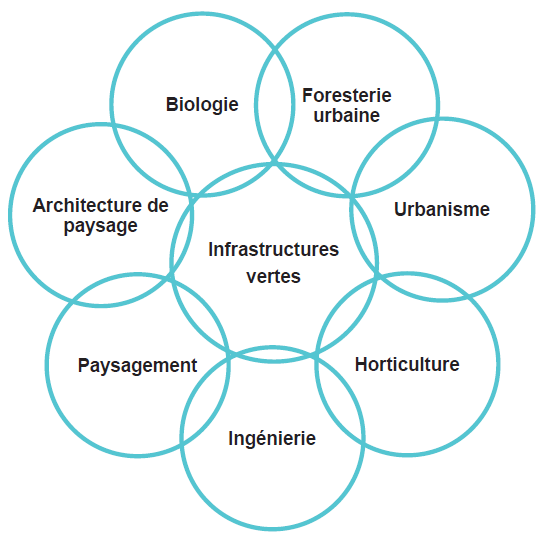 Biologie
Foresterie
urbaine
Architecture de
paysage
Urbanisme
Infrastructures
vertes
Paysagement
Horticulture
Ingénierie